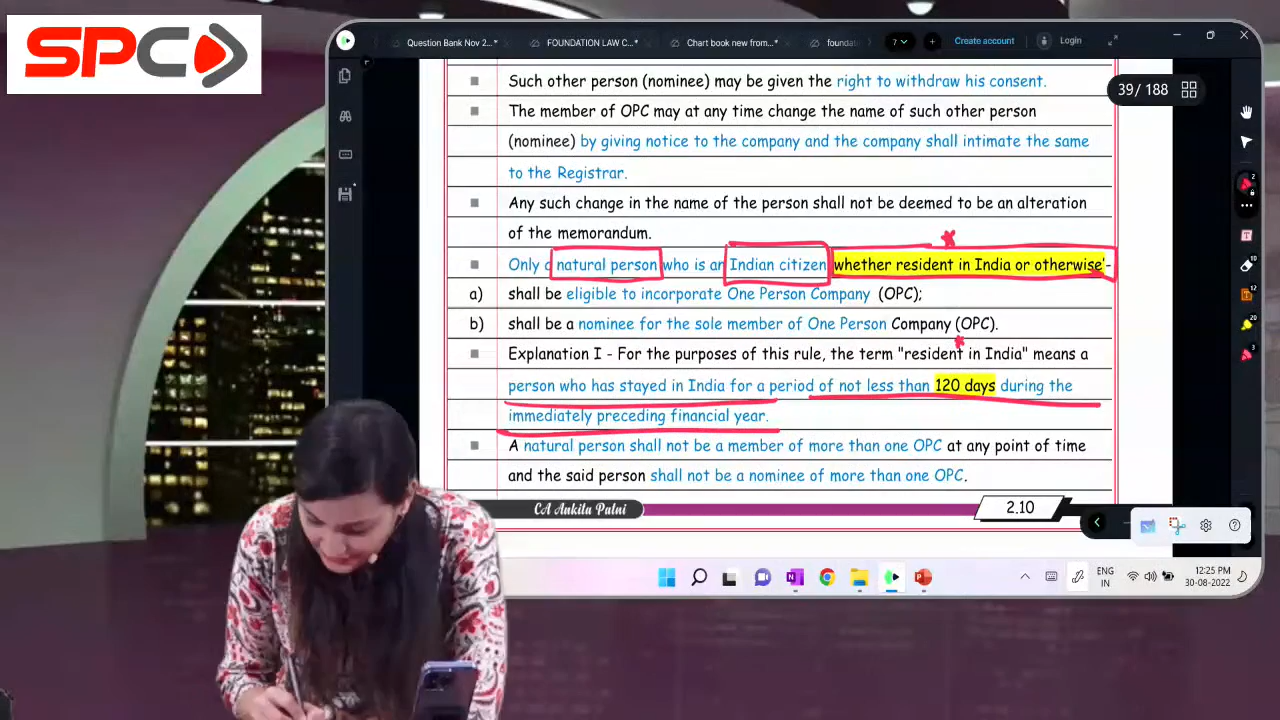 SPC
Question Bank Nov 2...*
FOUNDATION LAW C...*
Chart book new from...*
foundat
7
Create account
Login
39 / 188
Such other person (nominee) may be given the right to withdraw his consent.
The member of OPC may at any time change the name of such other person
(nominee) by giving notice to the company and the company shall intimate the same
to the Registrar.
Any such change in the name of the person shall not be deemed to be an alteration
of the memorandum.
Only a natural person who is an Indian citizen whether resident in India or otherwise'-
a) shall be eligible to incorporate One Person Company (OPC);
b) shall be a nominee for the sole member of One Person Company (OPC).
Explanation I - For the purposes of this rule, the term "resident in India" means a
person who has stayed in India for a period of not less than 120 days during the
immediately preceding financial year.
A natural person shall not be a member of more than one OPC at any point of time
and the said person shall not be a nominee of more than one OPC.
CA Ankita Patni
2.10
ENG
IN
12:25 PM
30-08-2022